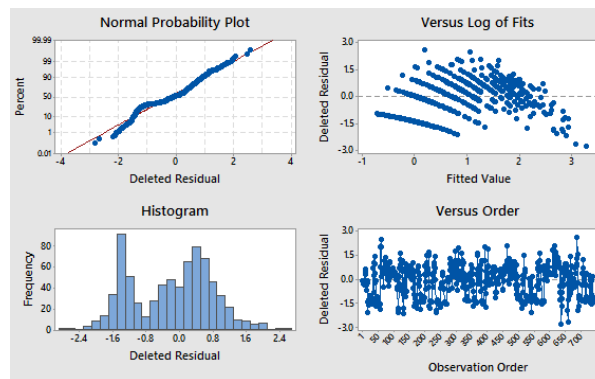 Normal Probability Plot
99.99
99
90
50
10
1
0.01
Percent
-4 -2 0 2 4
Deleted Residual
Versus Log of Fits
3.0
1.5
0.0
-1.5
-3.0
Deleted Residual
-1 0 1 2 3
Fitted Value
Histogram
80
60
40
20
0
Frequency
-2.4 -1.6 -0.8 0.0 0.8 1.6 2.4
Deleted Residual
Versus Order
3.0
1.5
0.0
-1.5
-3.0
Deleted Residual
1 50 100 150 200 250 300 350 400 450 500 550 600 650 700
Observation Order